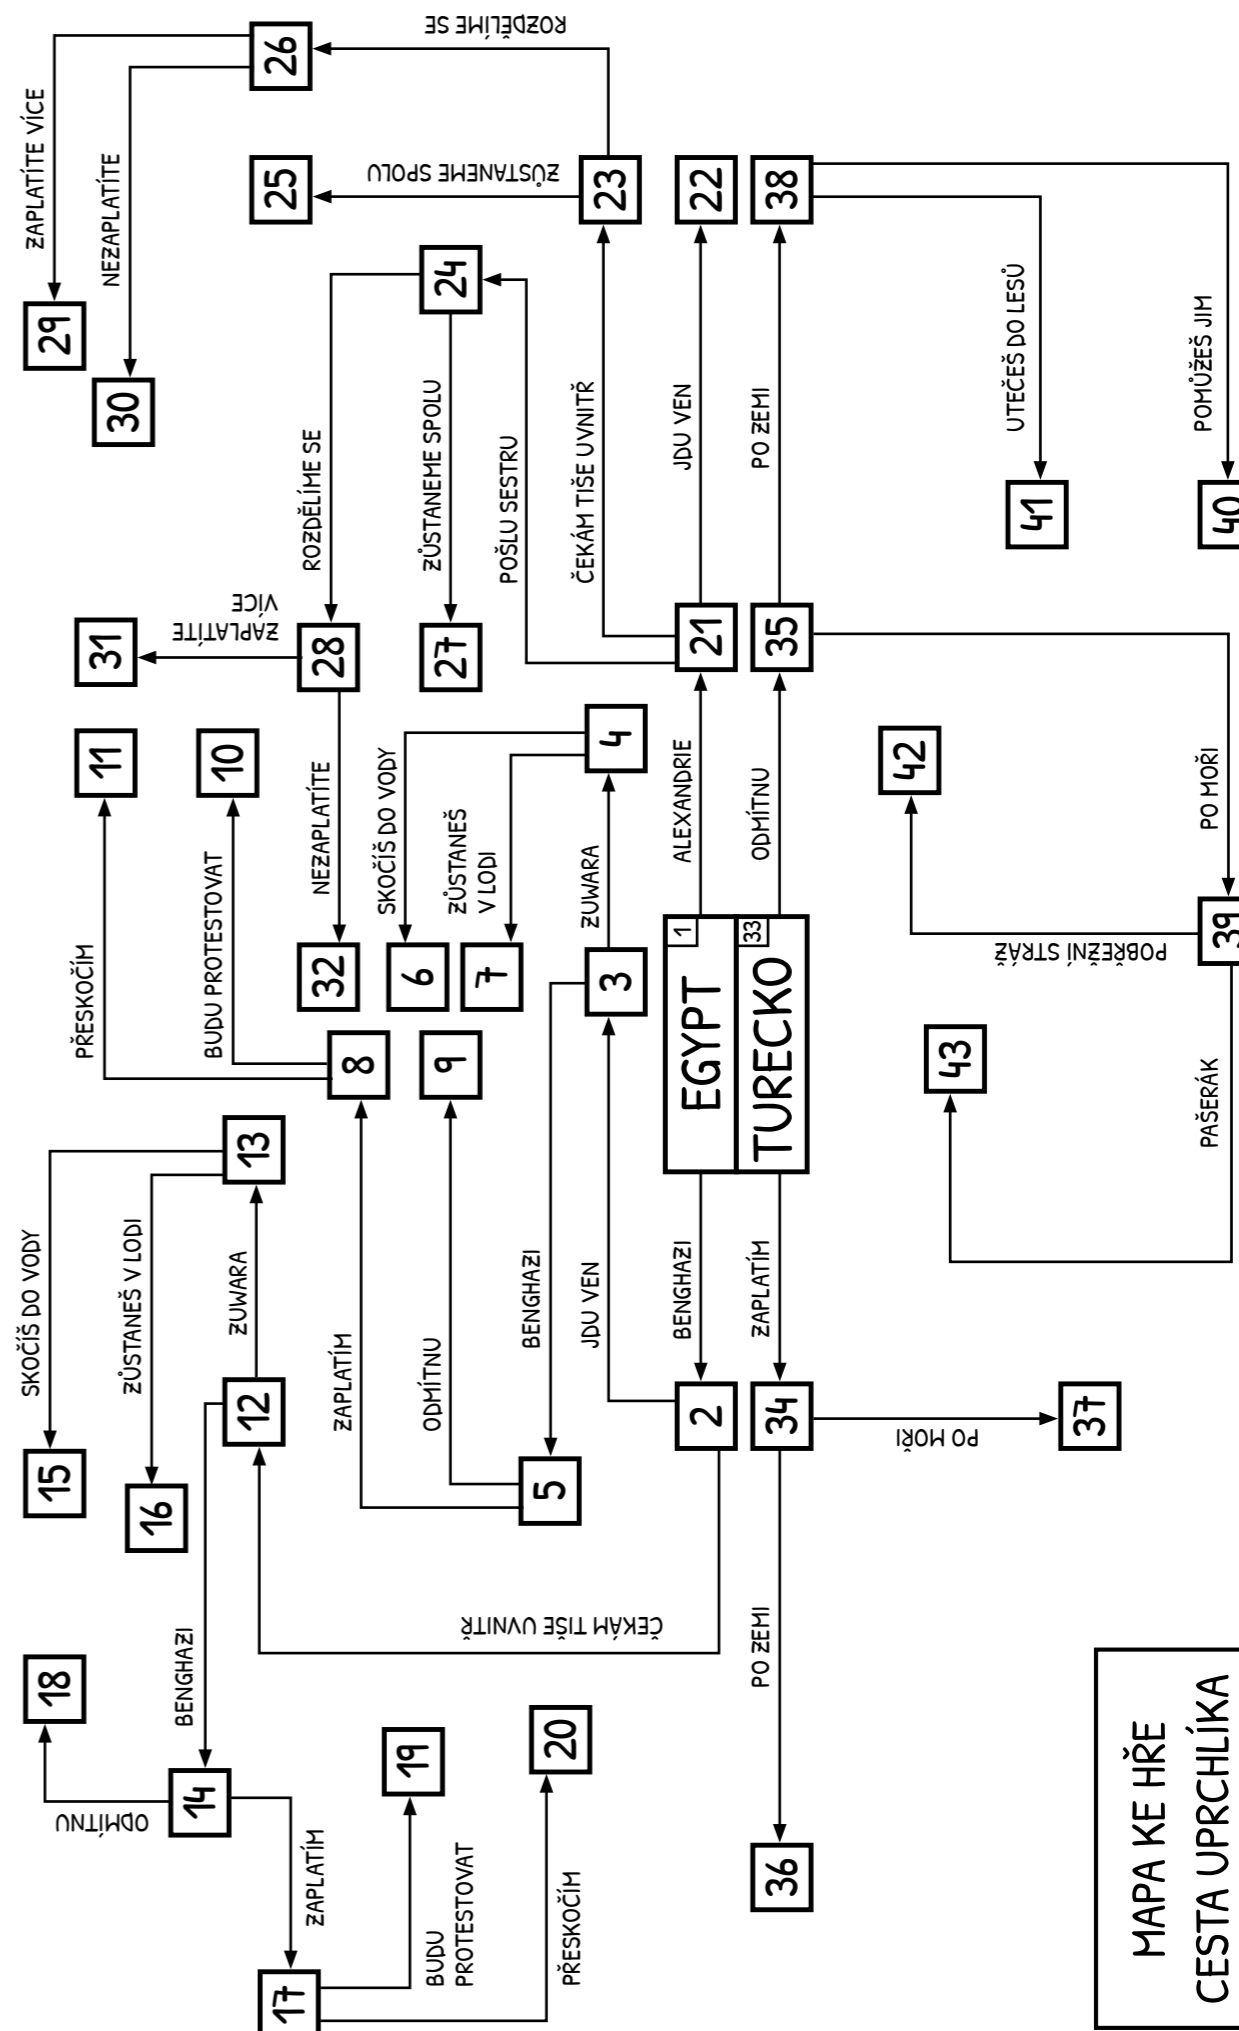 SKOČÍŠ DO VODY
ZAPLATÍTE VÍCE
18
15
29
PŘESKOČÍM
ODMÍTNU
11
31
NEZAPLATÍTE
30
ZŮSTANEŠ V LODI
16
BENGHAZI
14
BUDU PROTESTOVAT
10
ZAPLATÍTE
VÍCE
ZUWARA
12
13
25
26
17
ZAPLATÍM
ROZDĚLÍME SE
NEZAPLATÍTE
32
28
ZAPLATÍM
8
SKOČÍŠ DO VODY
19
6
BUDU
PROTESTOVAT
ODMÍTNU
9
ZŮSTANEME SPOLU
27
24
ZŮSTANEŠ
V LODI
7
ZŮSTANEME SPOLU
ROZDĚLÍME SE
POŠLU SESTRU
BENGHAZI
5
20
PŘESKOČÍM
ČEKÁM TIŠE UVNITŘ
JDU VEN
ZUWARA
ČEKÁM TIŠE UVNITŘ
3
4
23
BENGHAZI
ALEXANDRIE
JDU VEN
2
EGYPT
1
21
22
ZAPLATÍM
ODMÍTNU
PO ZEMI
PO ZEMI
36
34
TURECKO
33
35
38
42
PO MOŘI
43
UTEČEŠ DO LESŮ
41
POBŘEŽNÍ STRÁŽ
37
MAPA KE HŘE
CESTA UPRCHLÍKA
PAŠERÁK
PO MOŘI
POMŮŽEŠ JIM
39
40